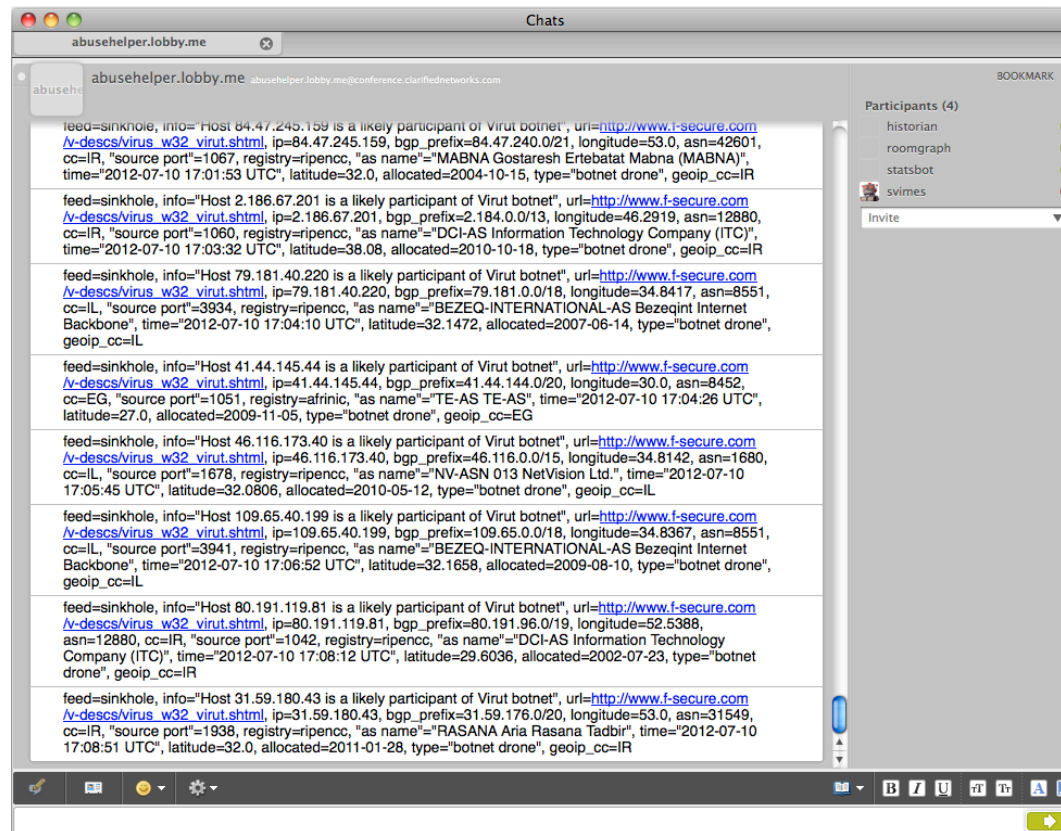 Chats
abusehelper.lobby.me
abusehe
abusehelper.lobby.me abusehelper.lobby.me@conference.clarifiednetworks.com
BOOKMARK
Participants (4)
historian
roomgraph
statsbot
svimes
Invite
feed=sinkhole, info="Host 84.47.245.159 is a likely participant of Virut botnet", url=http://www.f-secure.com
/v-descs/virus_w32_virut.shtml, ip=84.47.245.159, bgp_prefix=84.47.240.0/21, longitude=53.0, asn=42601,
cc=IR, "source port"=1067, registry=ripencc, "as name"="MABNA Gostaresh Ertebatat Mabna (MABNA)",
time="2012-07-10 17:01:53 UTC", latitude=32.0, allocated=2004-10-15, type="botnet drone", geoip_cc=IR
feed=sinkhole, info="Host 2.186.67.201 is a likely participant of Virut botnet", url=http://www.f-secure.com
/v-descs/virus_w32_virut.shtml, ip=2.186.67.201, bgp_prefix=2.184.0.0/13, longitude=46.2919, asn=12880,
cc=IR, "source port"=1060, registry=ripencc, "as name"="DCI-AS Information Technology Company (ITC)",
time="2012-07-10 17:03:32 UTC", latitude=38.08, allocated=2010-10-18, type="botnet drone", geoip_cc=IR
feed=sinkhole, info="Host 79.181.40.220 is a likely participant of Virut botnet", url=http://www.f-secure.com
/v-descs/virus_w32_virut.shtml, ip=79.181.40.220, bgp_prefix=79.181.0.0/18, longitude=34.8417, asn=8551,
cc=IL, "source port"=3934, registry=ripencc, "as name"="BEZEQ-INTERNATIONAL-AS Bezeqint Internet
Backbone", time="2012-07-10 17:04:10 UTC", latitude=32.1472, allocated=2007-06-14, type="botnet drone",
geoip_cc=IL
feed=sinkhole, info="Host 41.44.145.44 is a likely participant of Virut botnet", url=http://www.f-secure.com
/v-descs/virus_w32_virut.shtml, ip=41.44.145.44, bgp_prefix=41.44.144.0/20, longitude=30.0, asn=8452,
cc=EG, "source port"=1051, registry=afrinic, "as name"="TE-AS TE-AS", time="2012-07-10 17:04:26 UTC",
latitude=27.0, allocated=2009-11-05, type="botnet drone", geoip_cc=EG
feed=sinkhole, info="Host 46.116.173.40 is a likely participant of Virut botnet", url=http://www.f-secure.com
/v-descs/virus_w32_virut.shtml, ip=46.116.173.40, bgp_prefix=46.116.0.0/15, longitude=34.8142, asn=1680,
cc=IL, "source port"=1678, registry=ripencc, "as name"="NV-ASN 013 NetVision Ltd.", time="2012-07-10
17:05:45 UTC", latitude=32.0806, allocated=2010-05-12, type="botnet drone", geoip_cc=IL
feed=sinkhole, info="Host 109.65.40.199 is a likely participant of Virut botnet", url=http://www.f-secure.com
/v-descs/virus_w32_virut.shtml, ip=109.65.40.199, bgp_prefix=109.65.0.0/18, longitude=34.8367, asn=8551,
cc=IL, "source port"=3941, registry=ripencc, "as name"="BEZEQ-INTERNATIONAL-AS Bezeqint Internet
Backbone", time="2012-07-10 17:06:52 UTC", latitude=32.1658, allocated=2009-08-10, type="botnet drone",
geoip_cc=IL
feed=sinkhole, info="Host 80.191.119.81 is a likely participant of Virut botnet", url=http://www.f-secure.com
/v-descs/virus_w32_virut.shtml, ip=80.191.119.81, bgp_prefix=80.191.96.0/19, longitude=52.5388,
asn=12880, cc=IR, "source port"=1042, registry=ripencc, "as name"="DCI-AS Information Technology
Company (ITC)", time="2012-07-10 17:08:12 UTC", latitude=29.6036, allocated=2002-07-23, type="botnet
drone", geoip_cc=IR
feed=sinkhole, info="Host 31.59.180.43 is a likely participant of Virut botnet", url=http://www.f-secure.com
/v-descs/virus_w32_virut.shtml, ip=31.59.180.43, bgp_prefix=31.59.176.0/20, longitude=53.0, asn=31549,
cc=IR, "source port"=1938, registry=ripencc, "as name"="RASANA Aria Rasana Tadbir", time="2012-07-10
17:08:51 UTC", latitude=32.0, allocated=2011-01-28, type="botnet drone", geoip_cc=IR
B I U TT Tr A